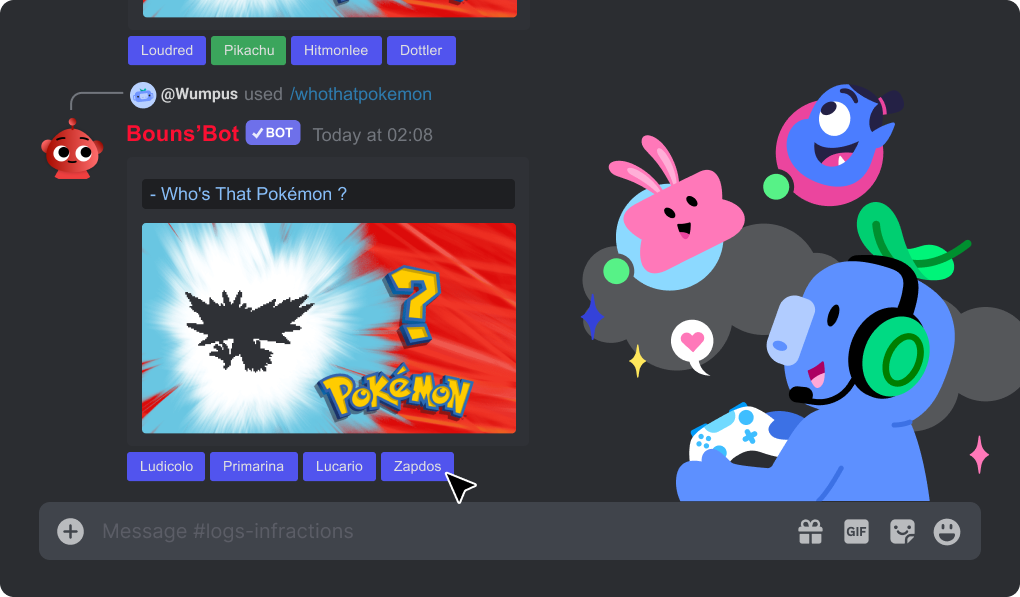 Loudred Pikachu Hitmonlee Dottler
@Wumpus used /whothatpokemon
Bouns'Bot BOT Today at 02:08
- Who's That Pokémon ?
?
POKéMON
Ludicolo Primarina Lucario Zapdos
Message #logs-infractions GIF